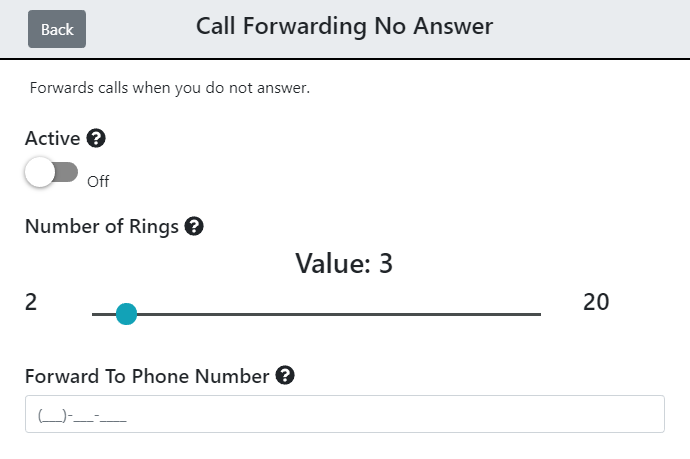 Back
Call Forwarding No Answer
Forwards calls when you do not answer.
Active ?
Off
Number of Rings ?
Value: 3
2
20
Forward To Phone Number ?
(___)-___-____